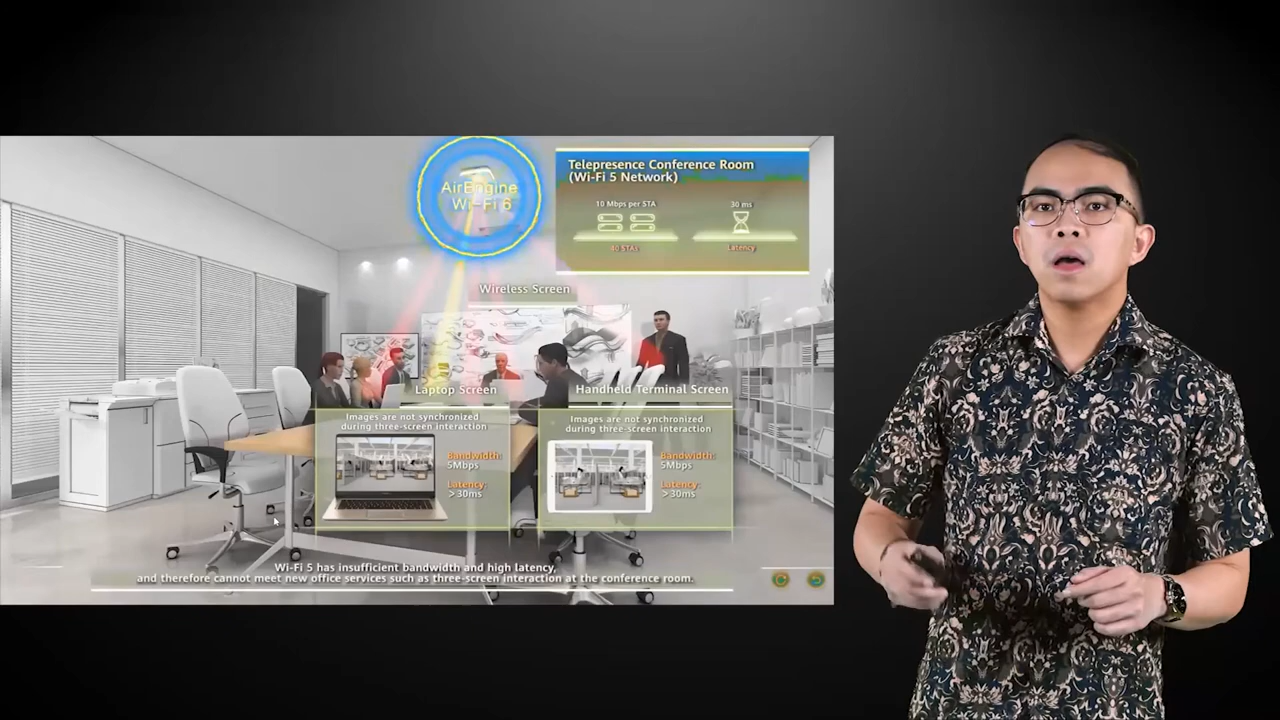 AirEngine
Wi-Fi 6
Telepresence Conference Room
(Wi-Fi 5 Network)
10 Mbps per STA
30 ms
40 STAs
Latency
Wireless Screen
Laptop Screen
Handheld Terminal Screen
Images are not synchronized
during three-screen interaction
Bandwidth:
5Mbps
Latency:
>30ms
Images are not synchronized
during three-screen interaction
Bandwidth:
5Mbps
Latency:
>30ms
Wi-Fi 5 has insufficient bandwidth and high latency,
and therefore cannot meet new office services such as three-screen interaction at the conference room.